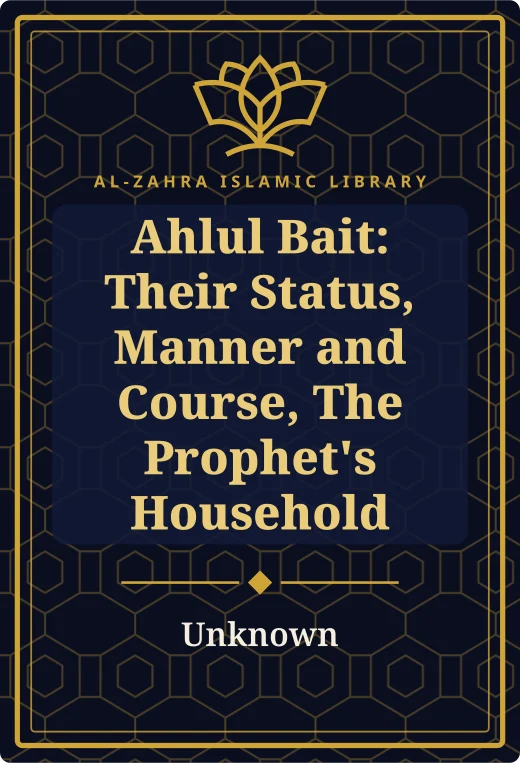 AL-ZAHRA ISLAMIC LIBRARY
Ahlul Bait:
Their Status,
Manner and
Course, The
Prophet's
Household
Unknown